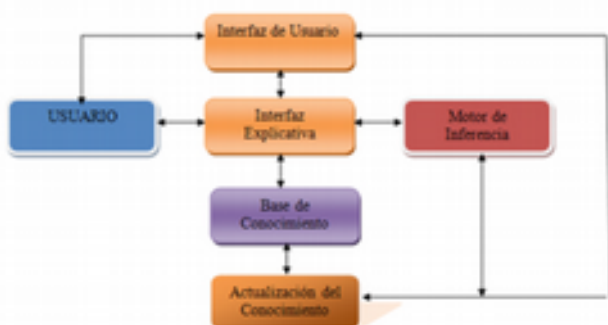 Interfaz de Usuario
USUARIO
Interfaz
Explicativa
Motor de
Inferencia
Base de
Conocimiento
Actualización del
Conocimiento